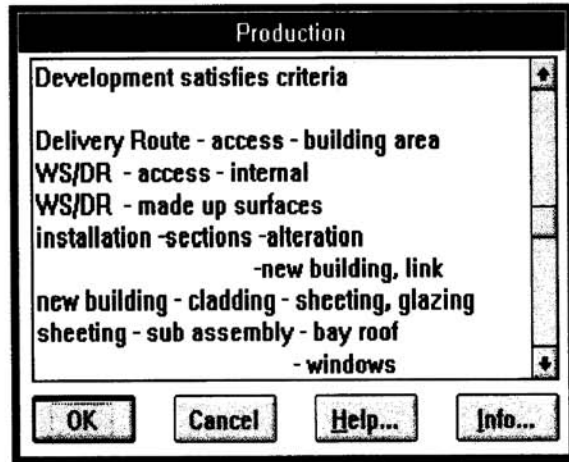 Production
Development satisfies criteria
Delivery Route - access - building area
WS/DR - access - internal
WS/DR - made up surfaces
installation -sections -alteration
-new building, link
new building - cladding - sheeting, glazing
sheeting - sub assembly - bay roof
- windows
OK Cancel Help... Info...